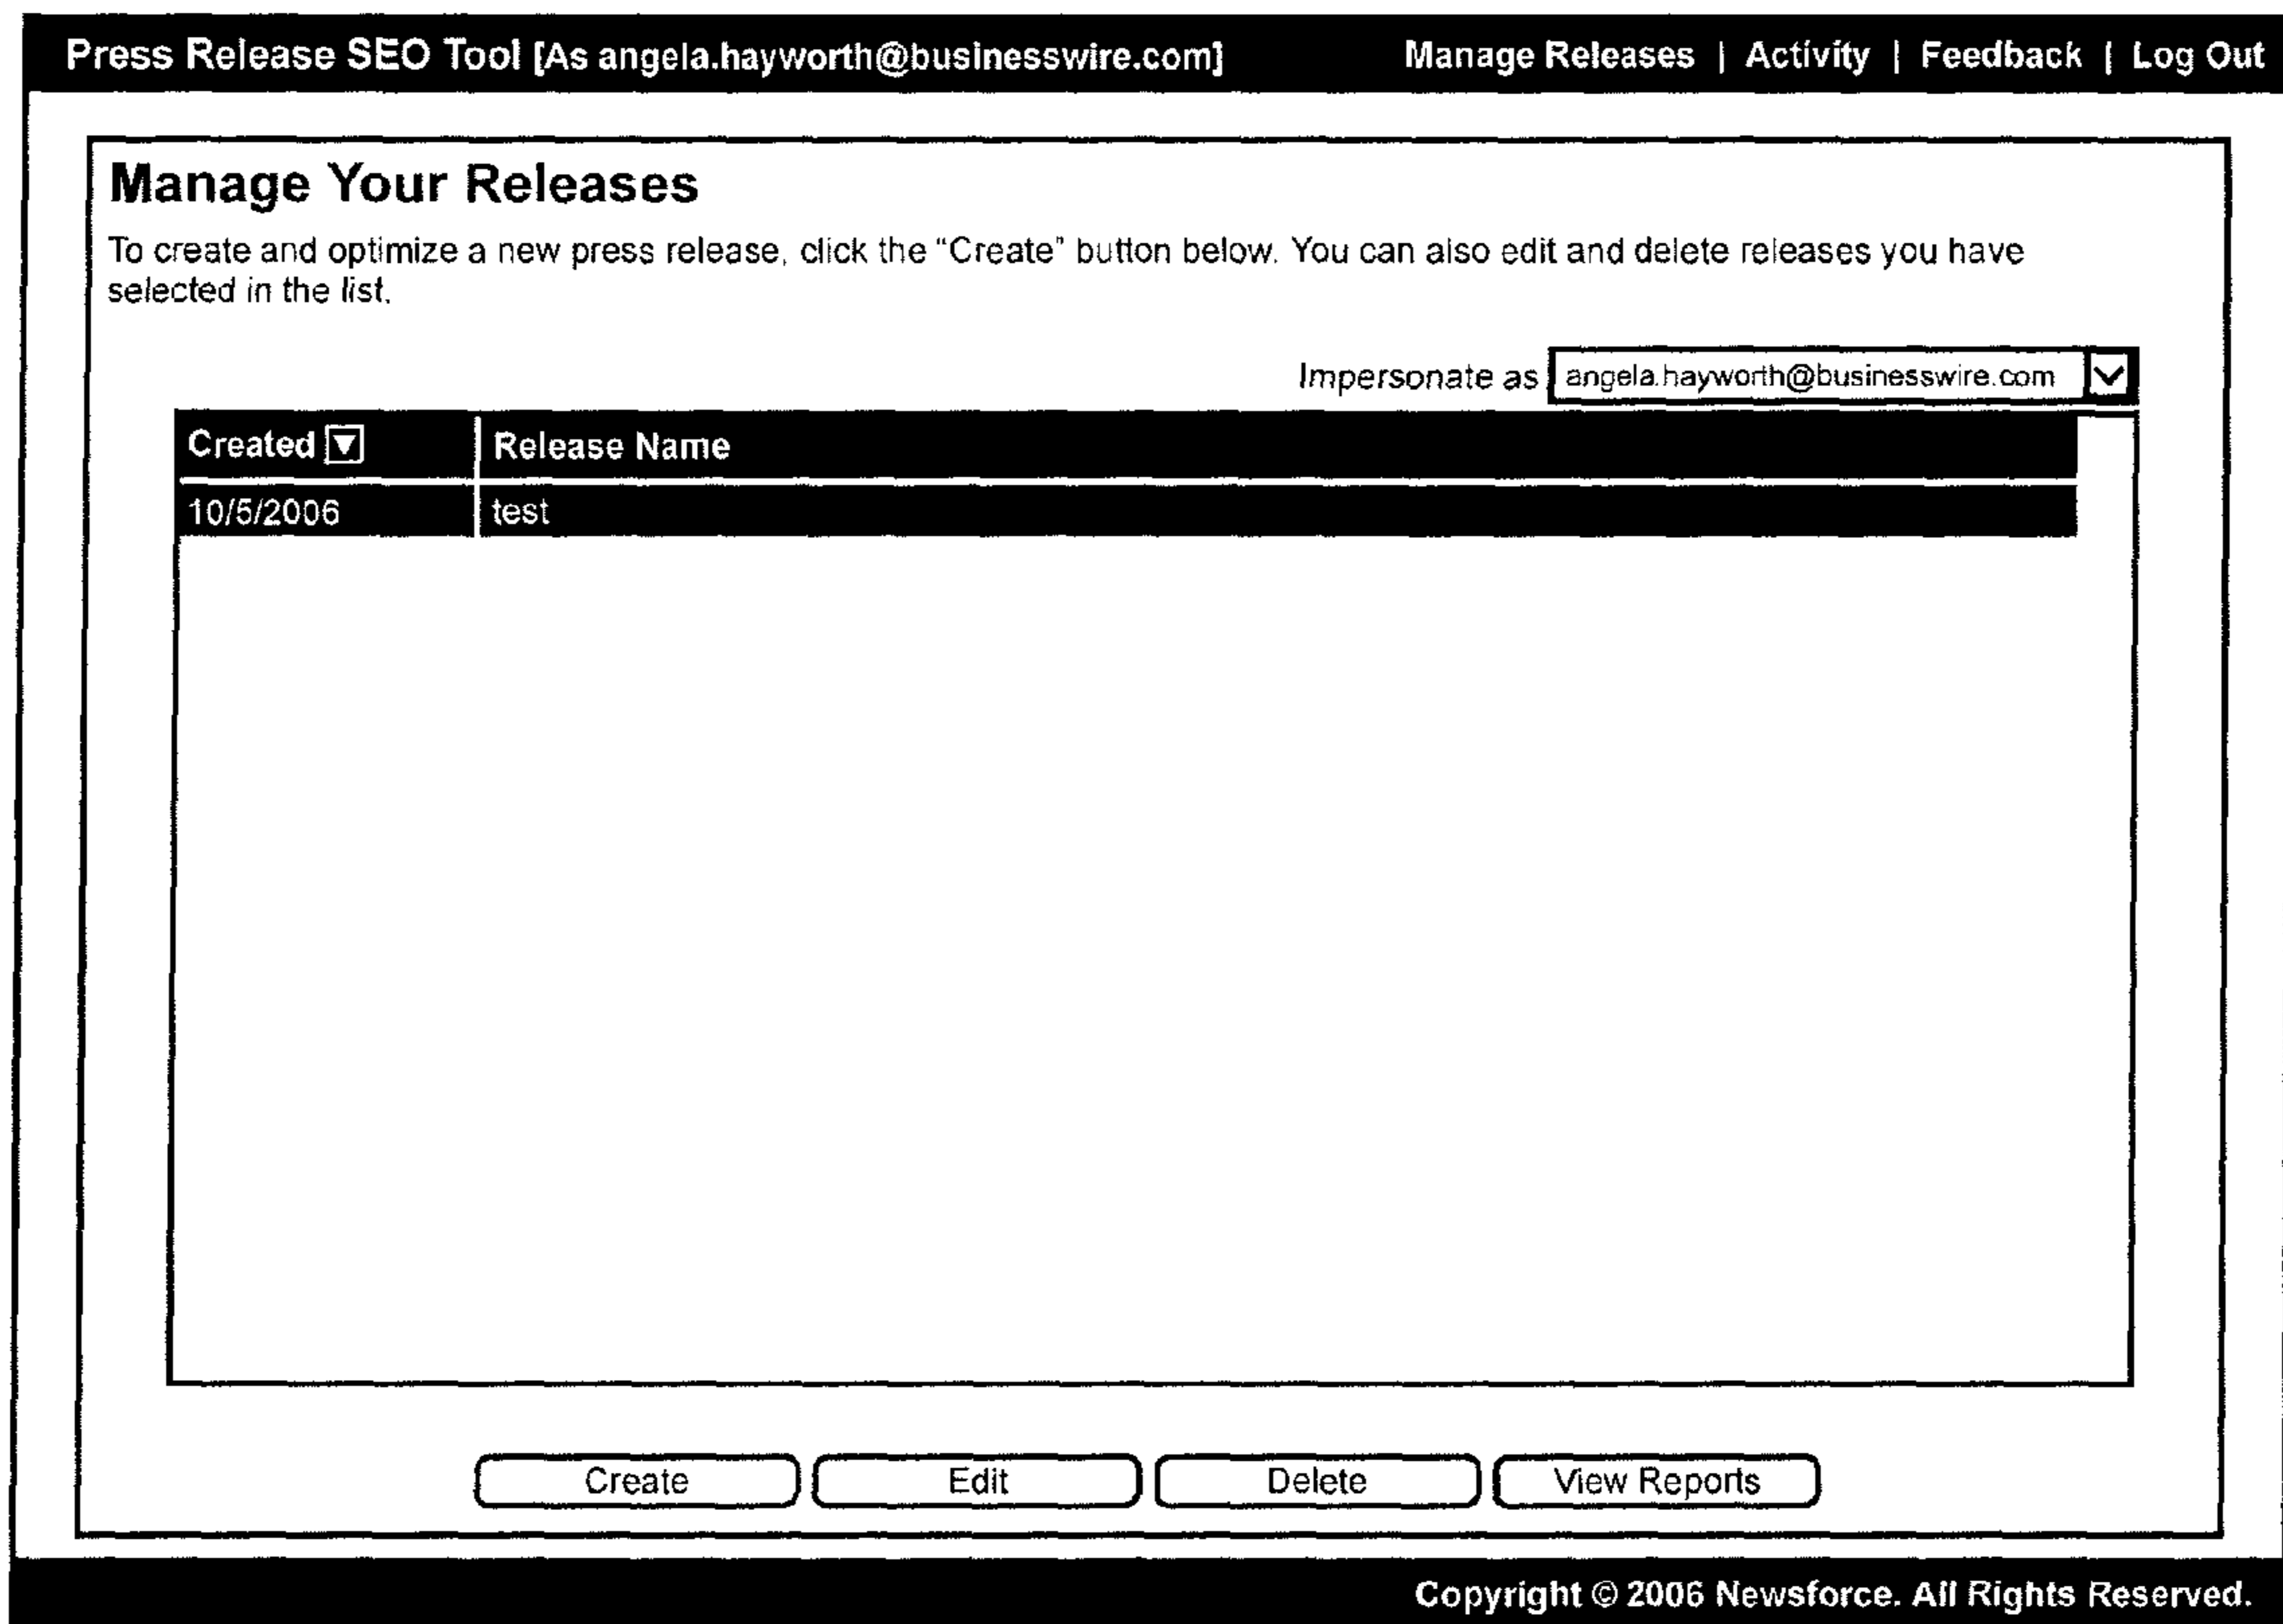 Press Release SEO Tool [As angela.hayworth@businesswire.com] Manage Releases | Activity | Feedback | Log Out
Manage Your Releases
To create and optimize a new press release, click the “Create” button below. You can also edit and delete releases you have
selected in the list.
Impersonate as angela.hayworth@businesswire.com
Created Release Name
10/5/2006 test
Create Edit Delete View Reports
Copyright © 2006 Newsforce. All Rights Reserved.